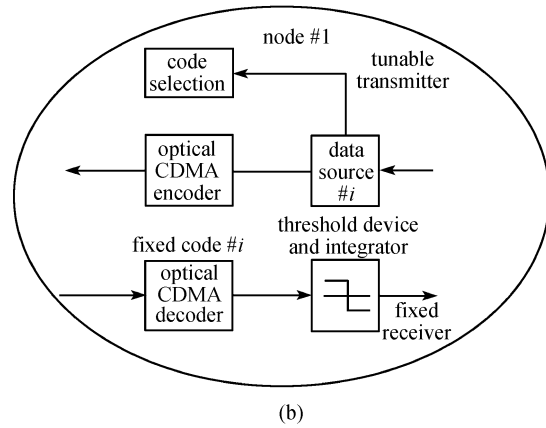 node #1
code
selection
tunable
transmitter
optical
CDMA
encoder
data
source
#i
fixed code #i
threshold device
and integrator
optical
CDMA
decoder
fixed
receiver
(b)